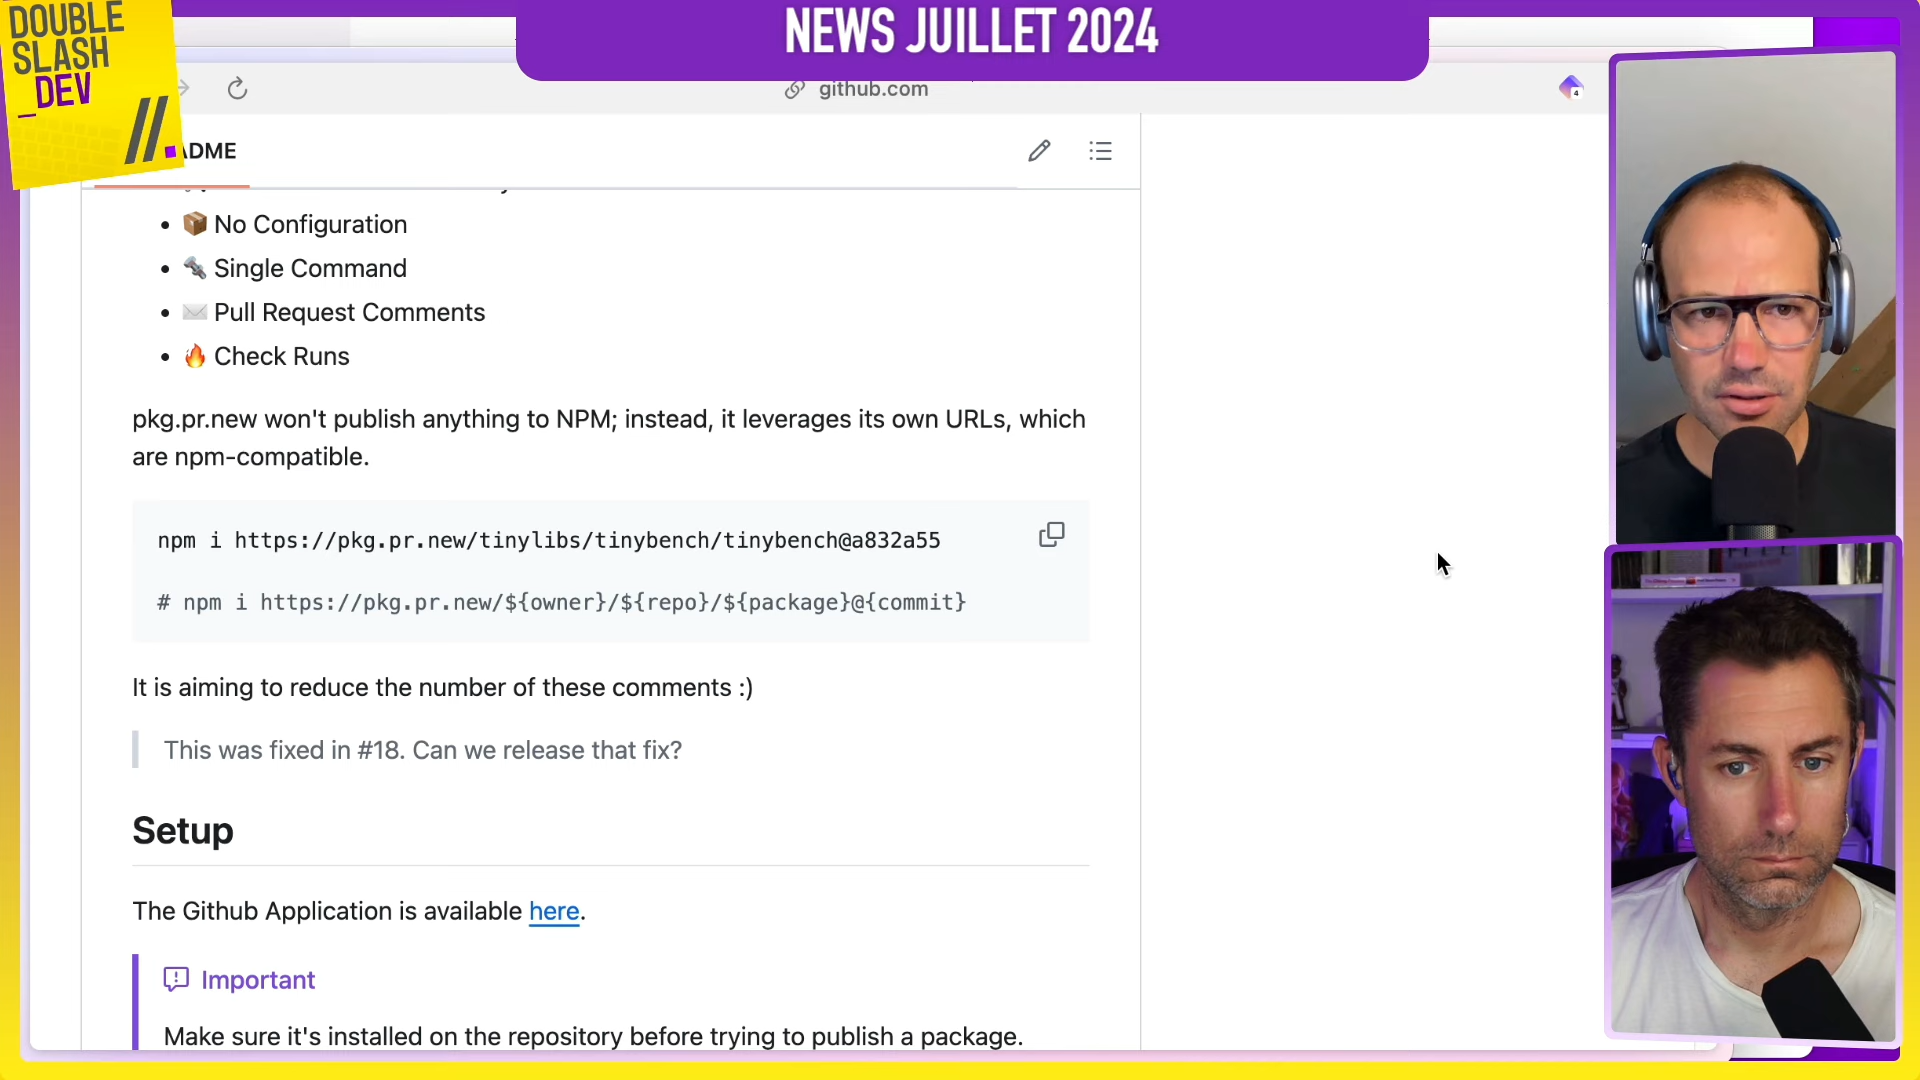 DOUBLE
SLASH
_DEV
//.
NEWS JUILLET 2024
github.com
4
ADME
No Configuration
Single Command
Pull Request Comments
Check Runs
pkg.pr.new won't publish anything to NPM; instead, it leverages its own URLs, which
are npm-compatible.
npm i https://pkg.pr.new/tinylibs/tinybench/tinybench@a832a55
# npm i https://pkg.pr.new/${owner}/${repo}/${package}@{commit}
It is aiming to reduce the number of these comments :)
This was fixed in #18. Can we release that fix?
Setup
The Github Application is available here.
Important
Make sure it's installed on the repository before trying to publish a package.